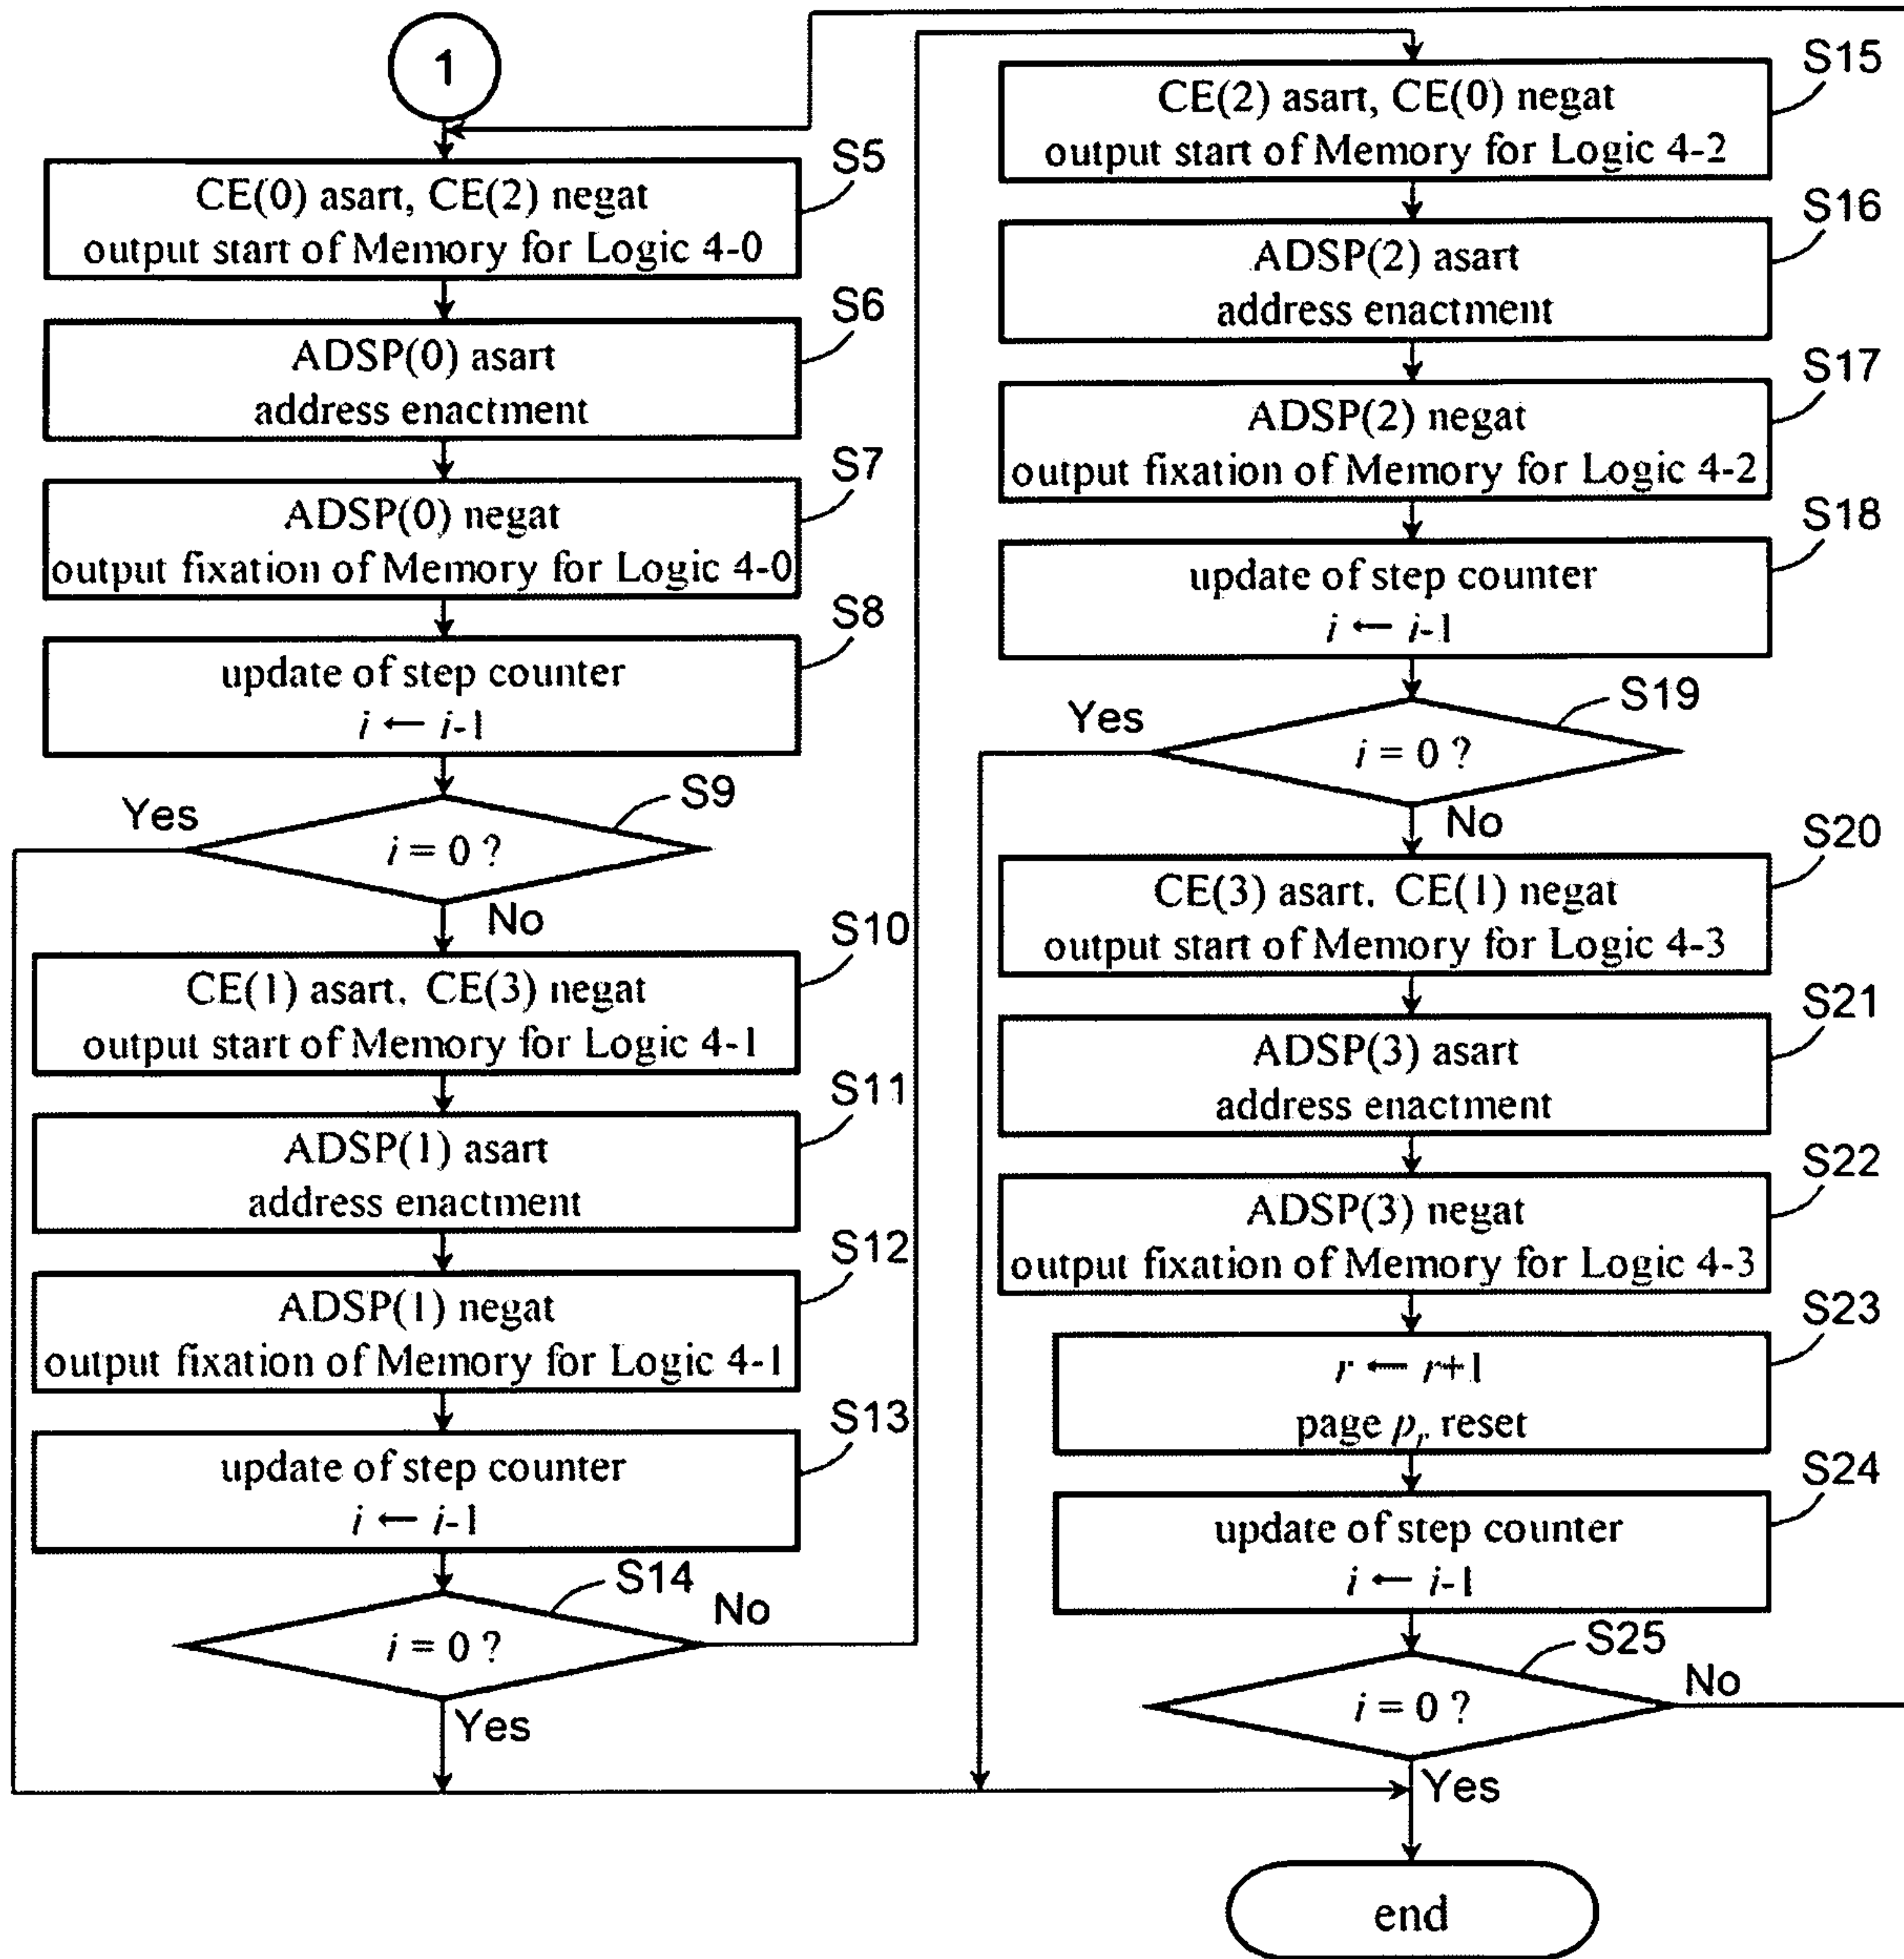 1
S5
CE(0) asart, CE(2) negat
output start of Memory for Logic 4-0
S6
ADSP(0) asart
address enactment
S7
ADSP(0) negat
output fixation of Memory for Logic 4-0
S8
update of step counter
i ← i-1
S9
Yes
i = 0 ?
No
S10
CE(1) asart, CE(3) negat
output start of Memory for Logic 4-1
S11
ADSP(1) asart
address enactment
S12
ADSP(1) negat
output fixation of Memory for Logic 4-1
S13
update of step counter
i ← i-1
S14
i = 0 ?
No
Yes
S15
CE(2) asart, CE(0) negat
output start of Memory for Logic 4-2
S16
ADSP(2) asart
address enactment
S17
ADSP(2) negat
output fixation of Memory for Logic 4-2
S18
update of step counter
i ← i-1
S19
Yes
i = 0 ?
No
S20
CE(3) asart, CE(1) negat
output start of Memory for Logic 4-3
S21
ADSP(3) asart
address enactment
S22
ADSP(3) negat
output fixation of Memory for Logic 4-3
S23
r ← r+1
page pr reset
S24
update of step counter
i ← i-1
S25
i = 0 ?
No
Yes
end